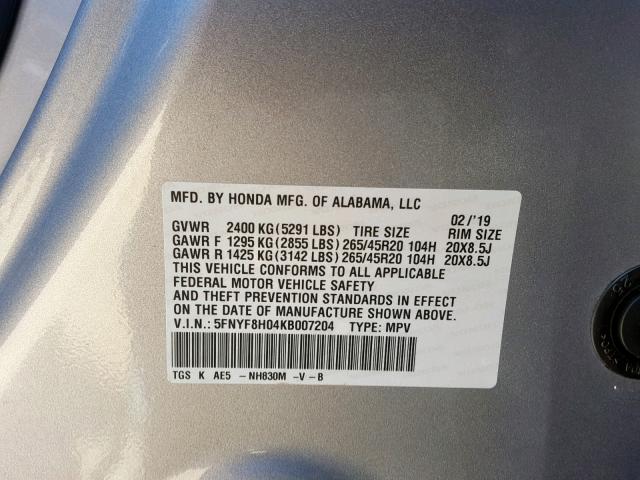 MFD. BY HONDA MFG. OF ALABAMA, LLC
02/'19
GVWR 2400 KG (5291 LBS) TIRE SIZE RIM SIZE
GAWR F 1295 KG (2855 LBS) 265/45R20 104H 20X8.5J
GAWR R 1425 KG (3142 LBS) 265/45R20 104H 20X8.5J
THIS VEHICLE CONFORMS TO ALL APPLICABLE
FEDERAL MOTOR VEHICLE SAFETY
AND THEFT PREVENTION STANDARDS IN EFFECT
ON THE DATE OF MANUFACTURE SHOWN ABOVE.
V.I.N.: 5FNYF8H04KB007204 TYPE: MPV
TGS K AE5 -NH830M -V -B